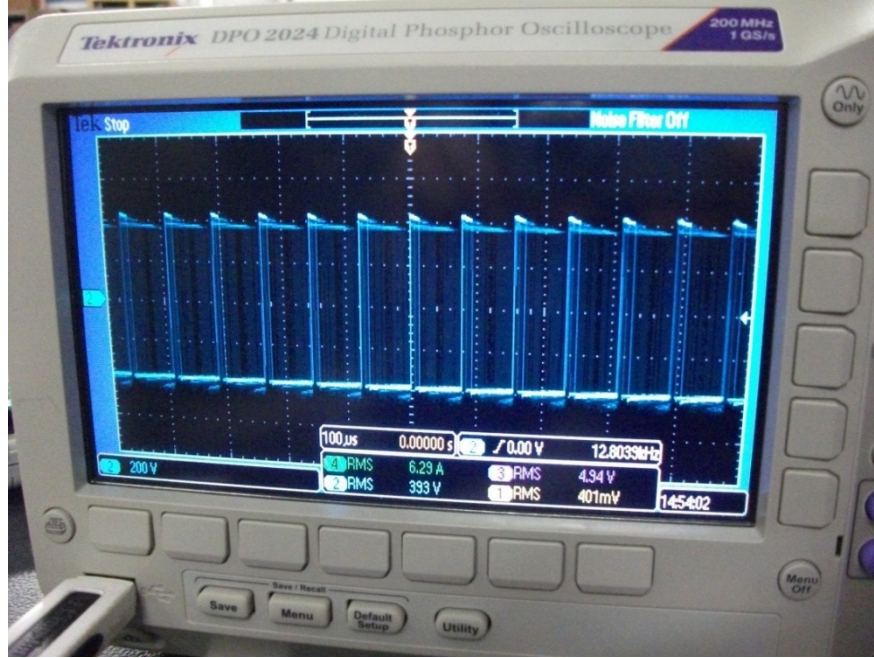 Tektronix DPO 2024 Digital Phosphor Oscilloscope
200 MHz
1 GS/s
Only
Tek Stop
Noise Filter Off
2
100µs 0.00000 s 2 / 0.00 V 12.8039kHz
2 200 V
4 RMS 6.29 A 3 RMS 4.94 V
2 RMS 393 V 1 RMS 401mV
14:54:02
Save / Recall
Save
Menu
Default
Setup
Utility
Menu
Off